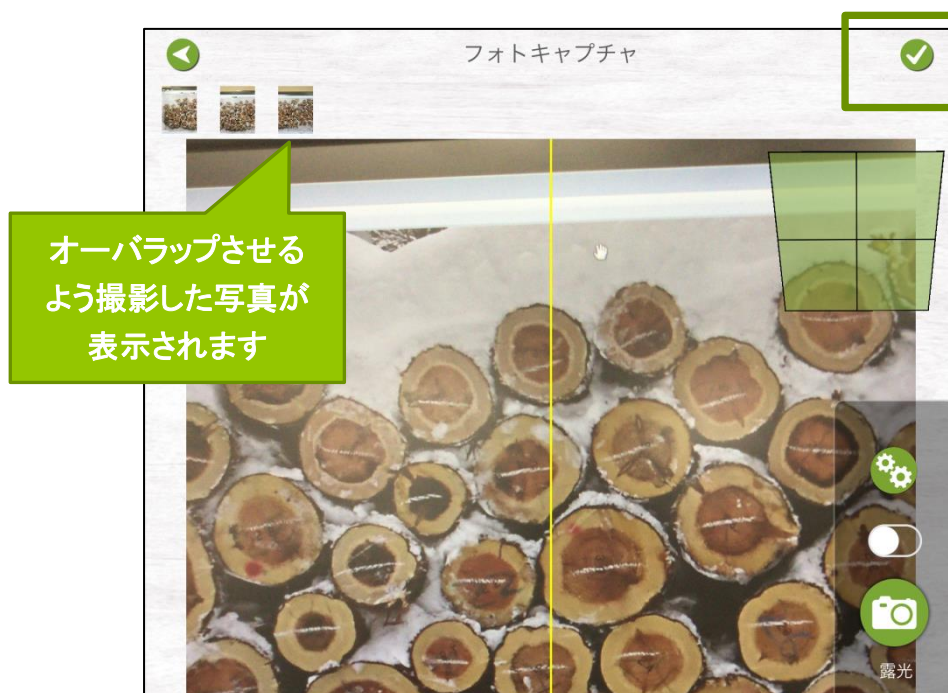 フォトキャプチャ
オーバラップさせる
よう撮影した写真が
表示されます
露光